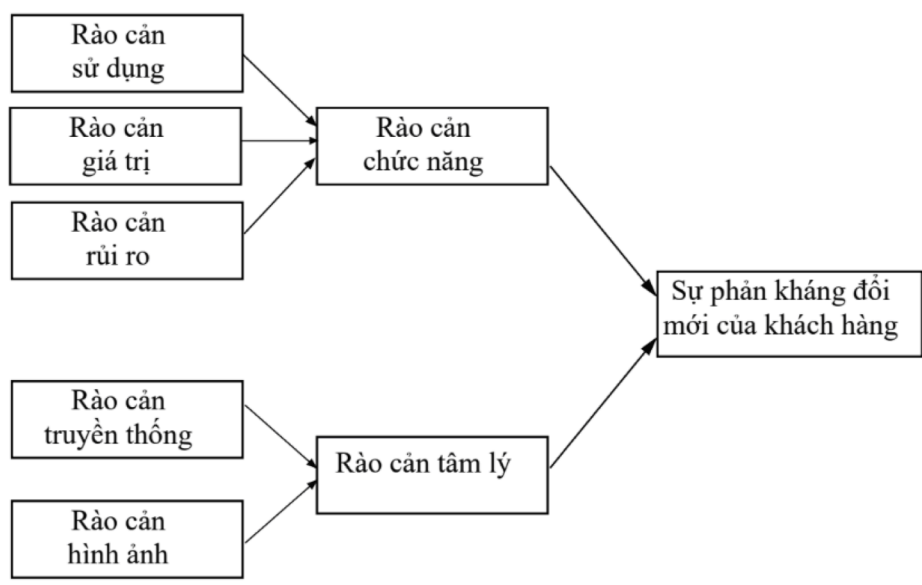 Rào cản
sử dụng
Rào cản
giá trị
Rào cản
rủi ro
Rào cản
chức năng
Sự phản kháng đổi
mới của khách hàng
Rào cản
truyền thống
Rào cản
hình ảnh
Rào cản tâm lý